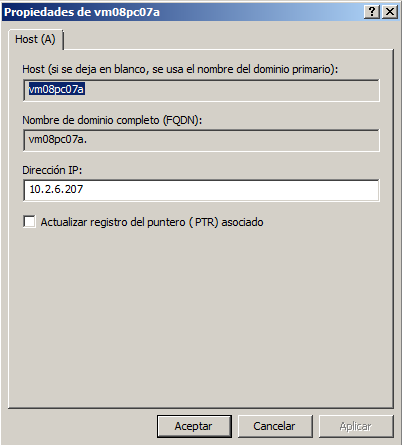 Propiedades de vm08pc07a
Host (A)
Host (si se deja en blanco, se usa el nombre del dominio primario):
vm08pc07a
Nombre de dominio completo (FQDN):
vm08pc07a.
Dirección IP:
10.2.6.207
Actualizar registro del puntero (PTR) asociado
Aceptar Cancelar Aplicar